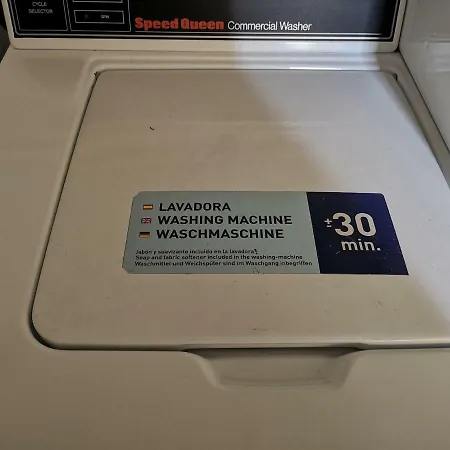 CYCLE
SELECTOR
SPIN
Speed Queen Commercial Washer
LAVADORA
WASHING MACHINE
WASCHMASCHINE
Jabón y suavizante incluido en la lavadora
Soap and fabric softener included in the washing-machine
Waschmittel und Weichspüler sind im Waschgang inbegriffen
±30
min.